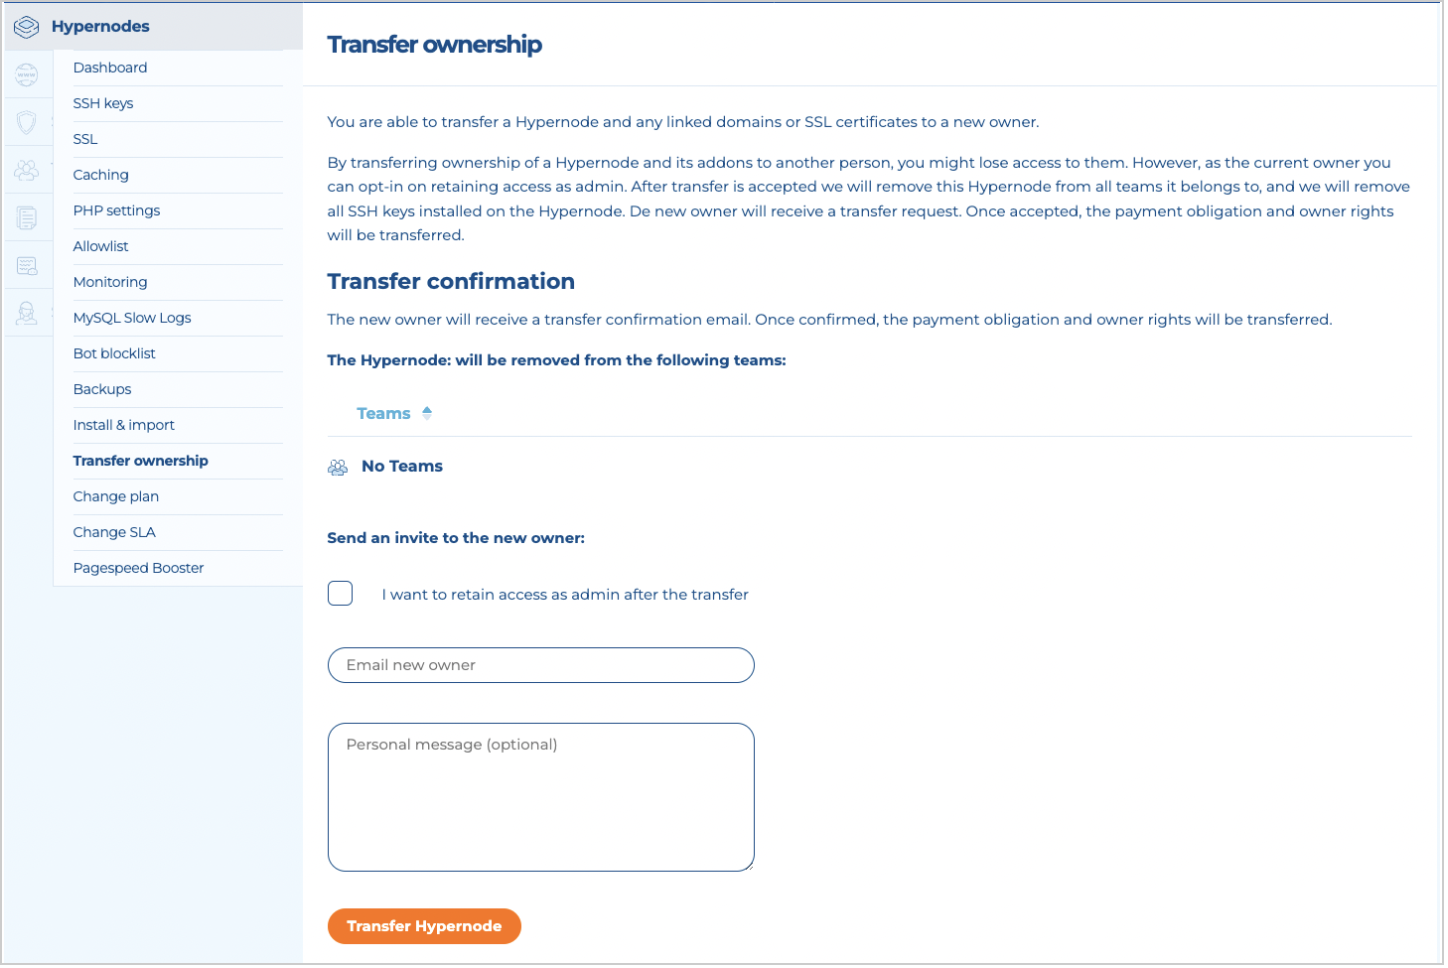 Hypernodes
Dashboard
SSH keys
SSL
Caching
PHP settings
Allowlist
Monitoring
MySQL Slow Logs
Bot blocklist
Backups
Install & import
Transfer ownership
Change plan
Change SLA
Pagespeed Booster
Transfer ownership
You are able to transfer a Hypernode and any linked domains or SSL certificates to a new owner.
By transferring ownership of a Hypernode and its addons to another person, you might lose access to them. However, as the current owner you
can opt-in on retaining access as admin. After transfer is accepted we will remove this Hypernode from all teams it belongs to, and we will remove
all SSH keys installed on the Hypernode. De new owner will receive a transfer request. Once accepted, the payment obligation and owner rights
will be transferred.
Transfer confirmation
The new owner will receive a transfer confirmation email. Once confirmed, the payment obligation and owner rights will be transferred.
The Hypernode: will be removed from the following teams:
Teams
No Teams
Send an invite to the new owner:
I want to retain access as admin after the transfer
Email new owner
Personal message (optional)
Transfer Hypernode